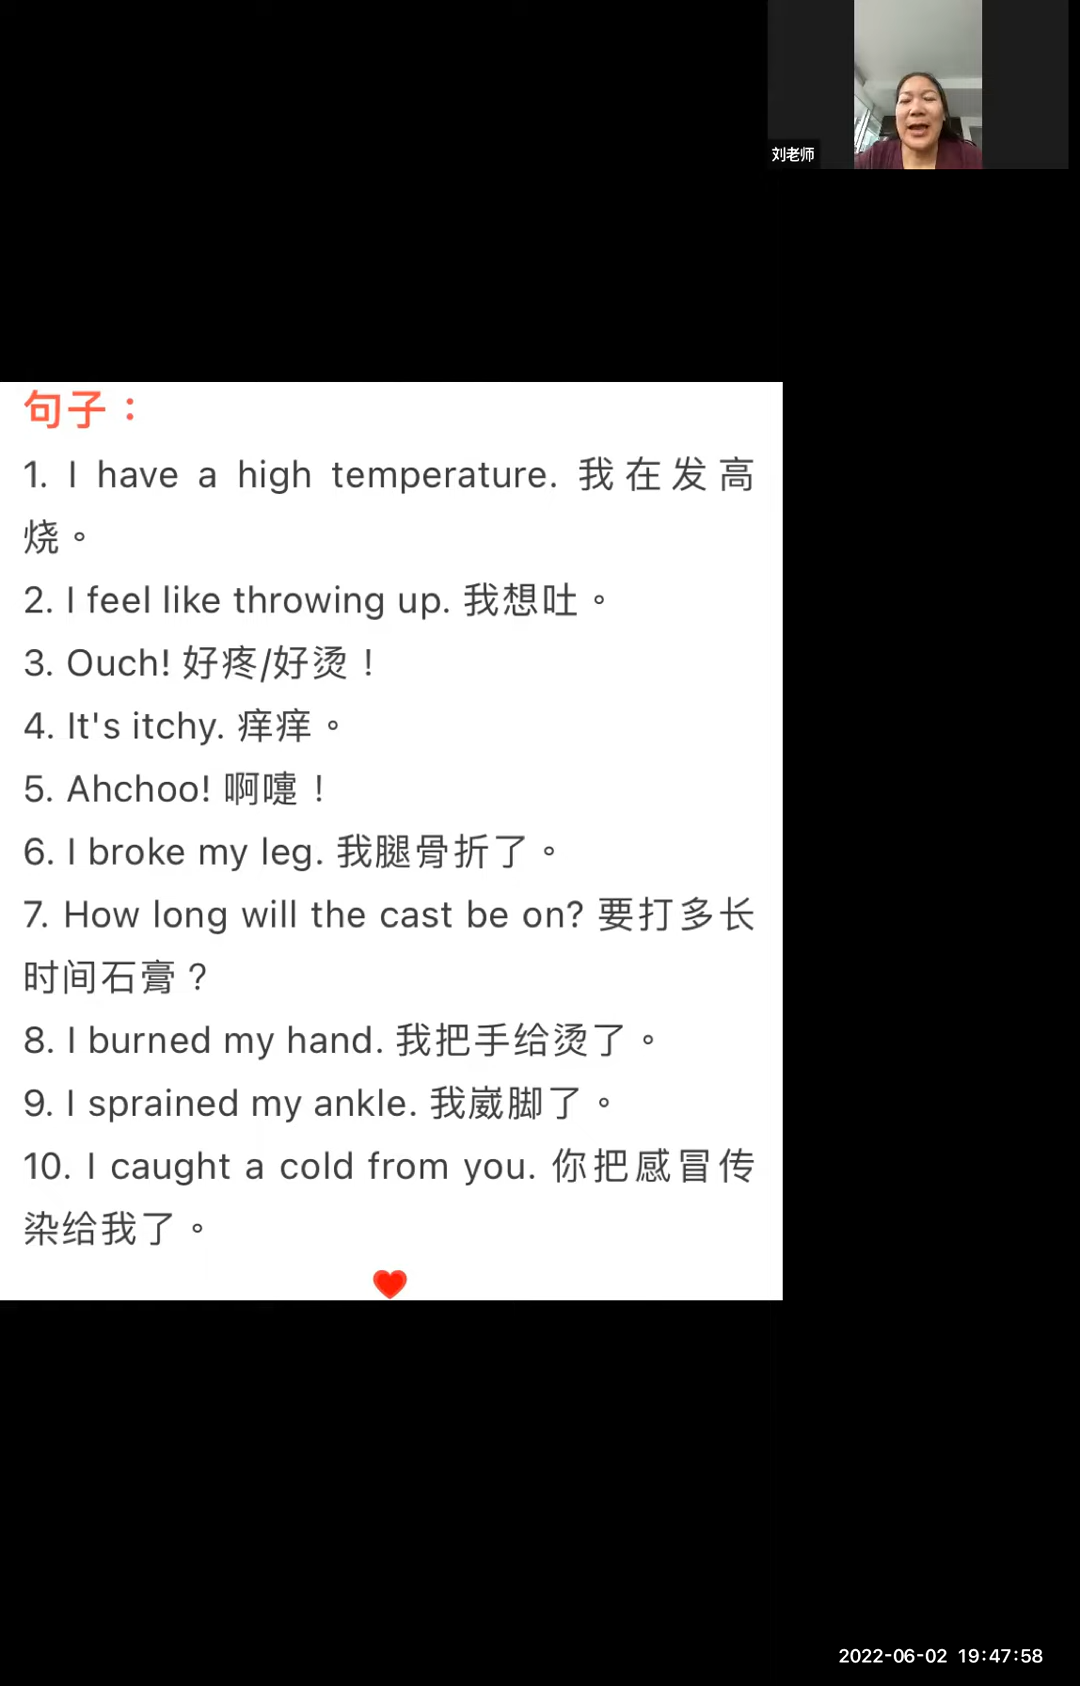 刘老师
句子：
1. I have a high temperature. 我在发高
烧。
2. I feel like throwing up. 我想吐。
3. Ouch! 好疼/好烫！
4. It's itchy. 痒痒。
5. Ahchoo! 啊嚏！
6. I broke my leg. 我腿骨折了。
7. How long will the cast be on? 要打多长
时间石膏？
8. I burned my hand. 我把手给烫了。
9. I sprained my ankle. 我崴脚了。
10. I caught a cold from you. 你把感冒传
染给我了。
2022-06-02 19:47:58